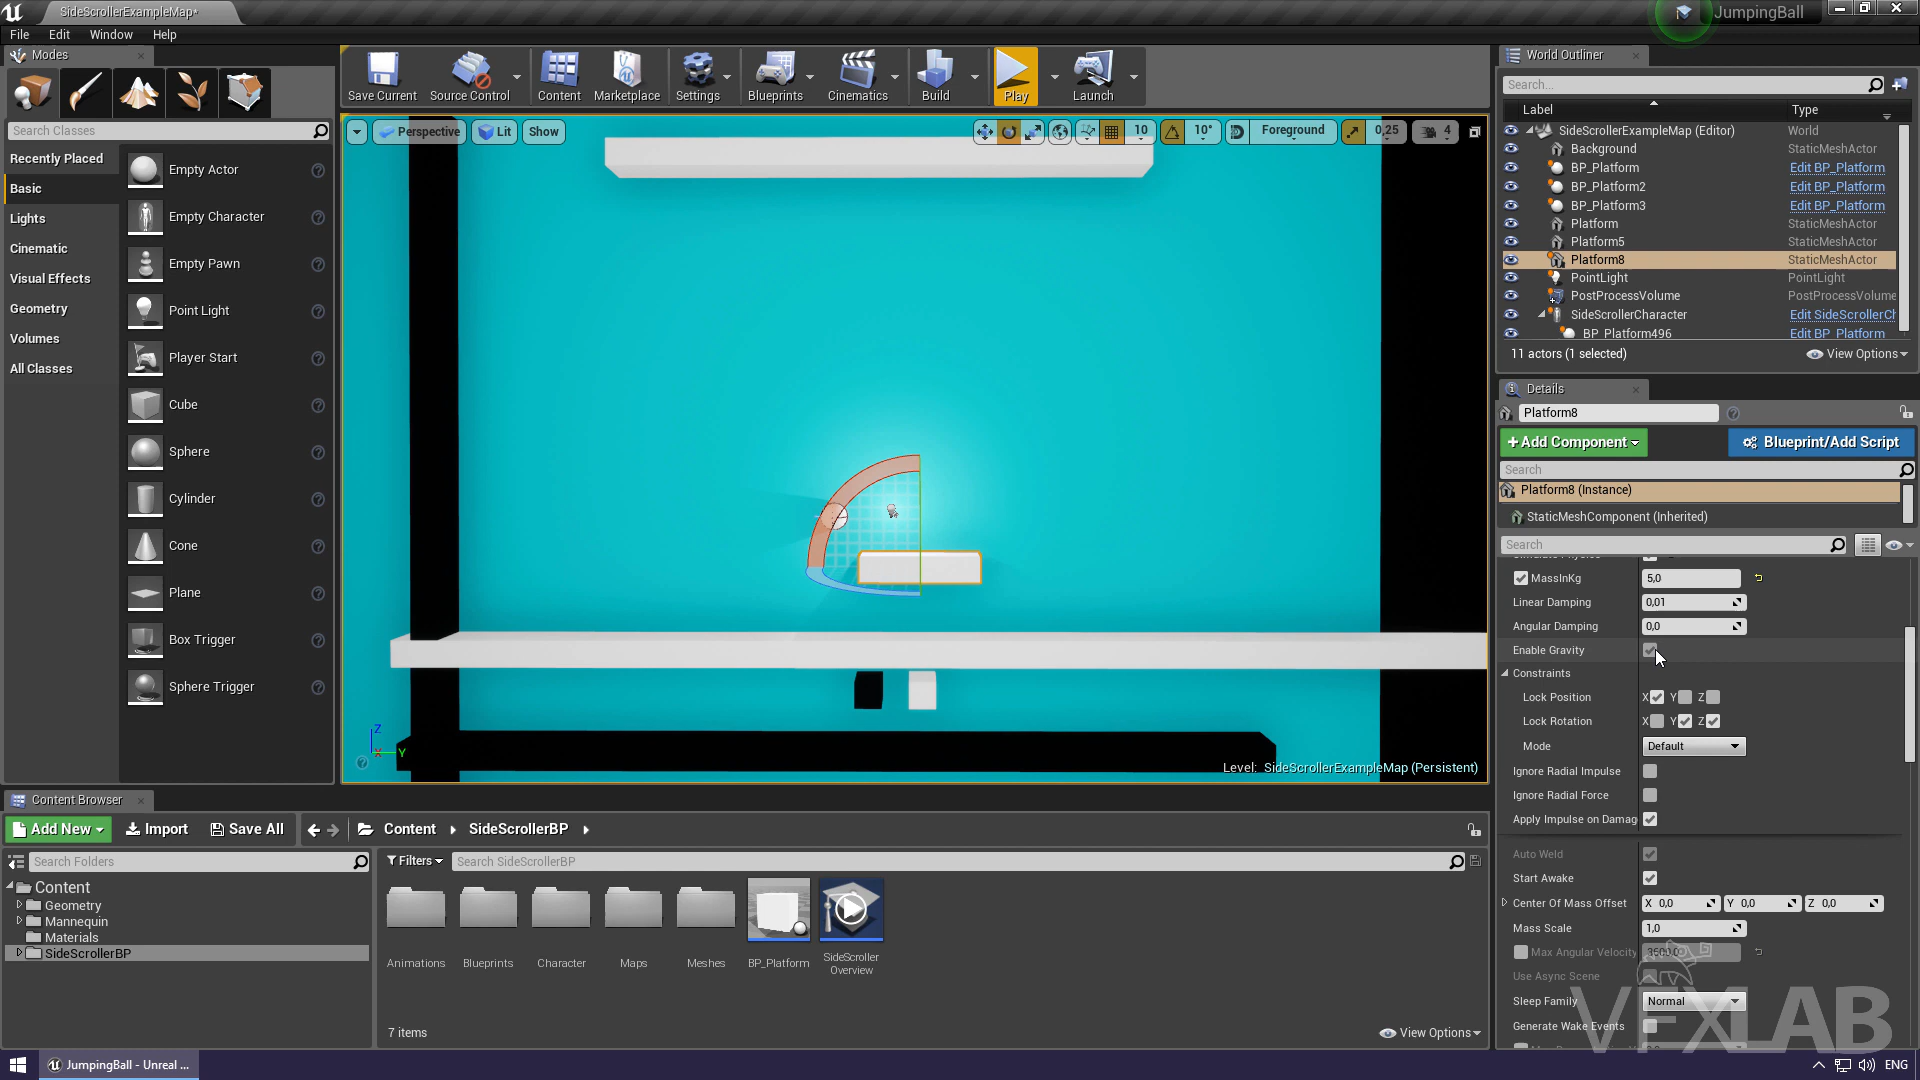 SideScrollerExampleMap*
JumpingBall
File Edit Window Help
Modes
Search Classes
Recently Placed
Basic
Lights
Cinematic
Visual Effects
Geometry
Volumes
All Classes
Empty Actor
Empty Character
Empty Pawn
Point Light
Player Start
Cube
Sphere
Cylinder
Cone
Plane
Box Trigger
Sphere Trigger
Save Current Source Control Content Marketplace Settings Blueprints Cinematics Build Play Launch
Perspective Lit Show 10 10° Foreground 0,25 4
Z
X Y
Level: SideScrollerExampleMap (Persistent)
World Outliner
Search...
Label Type
SideScrollerExampleMap (Editor) World
Background StaticMeshActor
BP_Platform Edit BP_Platform
BP_Platform2 Edit BP_Platform
BP_Platform3 Edit BP_Platform
Platform StaticMeshActor
Platform5 StaticMeshActor
Platform8 StaticMeshActor
PointLight PointLight
PostProcessVolume PostProcessVolume
SideScrollerCharacter Edit SideScrollerCh
BP_Platform496 Edit BP_Platform
11 actors (1 selected) View Options
Details
Platform8
+Add Component Blueprint/Add Script
Search
Platform8 (Instance)
StaticMeshComponent (Inherited)
Search
MassInKg 5,0
Linear Damping 0,01
Angular Damping 0,0
Enable Gravity
Constraints
Lock Position X Y Z
Lock Rotation X Y Z
Mode Default
Ignore Radial Impulse
Ignore Radial Force
Apply Impulse on Damag
Auto Weld
Start Awake
Center Of Mass Offset X 0,0 Y 0,0 Z 0,0
Mass Scale 1,0
Max Angular Velocity 3600,0
Use Async Scene
Sleep Family Normal
Generate Wake Events
VFXLAB
Content Browser
Add New Import Save All Content SideScrollerBP
Search Folders
Content
Geometry
Mannequin
Materials
SideScrollerBP
Filters Search SideScrollerBP
Animations Blueprints Character Maps Meshes BP_Platform SideScroller
Overview
7 items View Options
JumpingBall - Unreal ... ENG